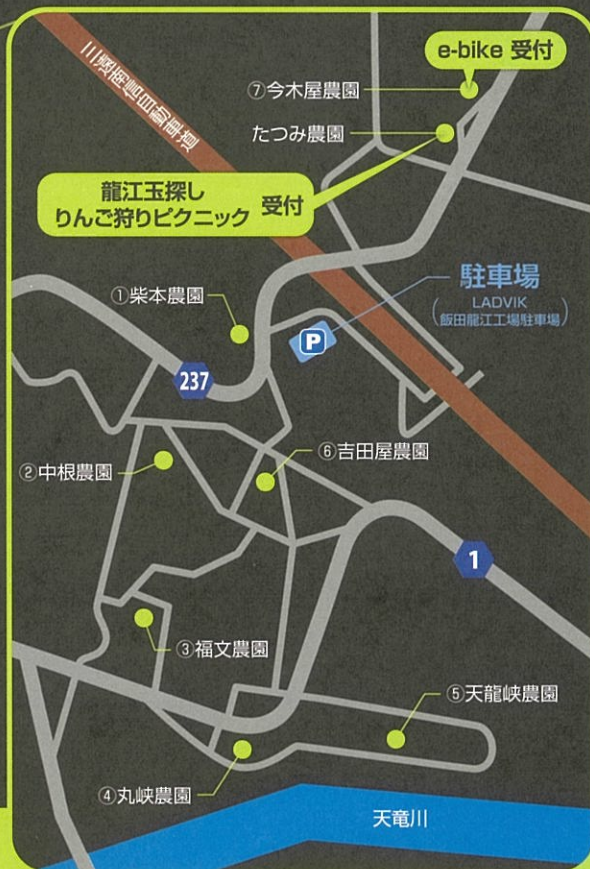 e-bike 受付
三遠南信自動車道
⑦今木屋農園
たつみ農園
龍江玉探し
りんご狩りピクニック 受付
①柴本農園
駐車場
LADVIK
飯田龍江工場駐車場
P
237
⑥吉田屋農園
②中根農園
1
③福文農園
⑤天龍峡農園
④丸峡農園
天竜川